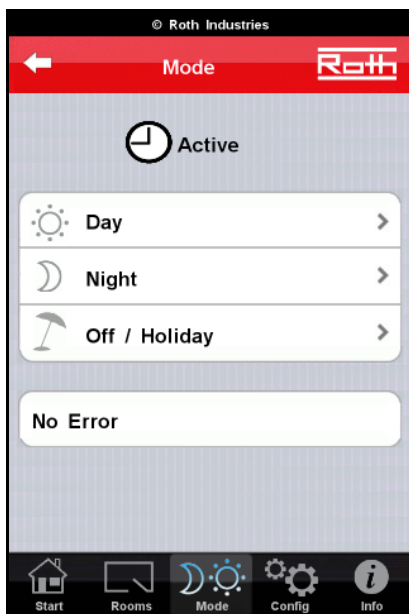 © Roth Industries
Mode
Roth
Active
Day
Night
Off / Holiday
No Error
Start Rooms Mode Config Info